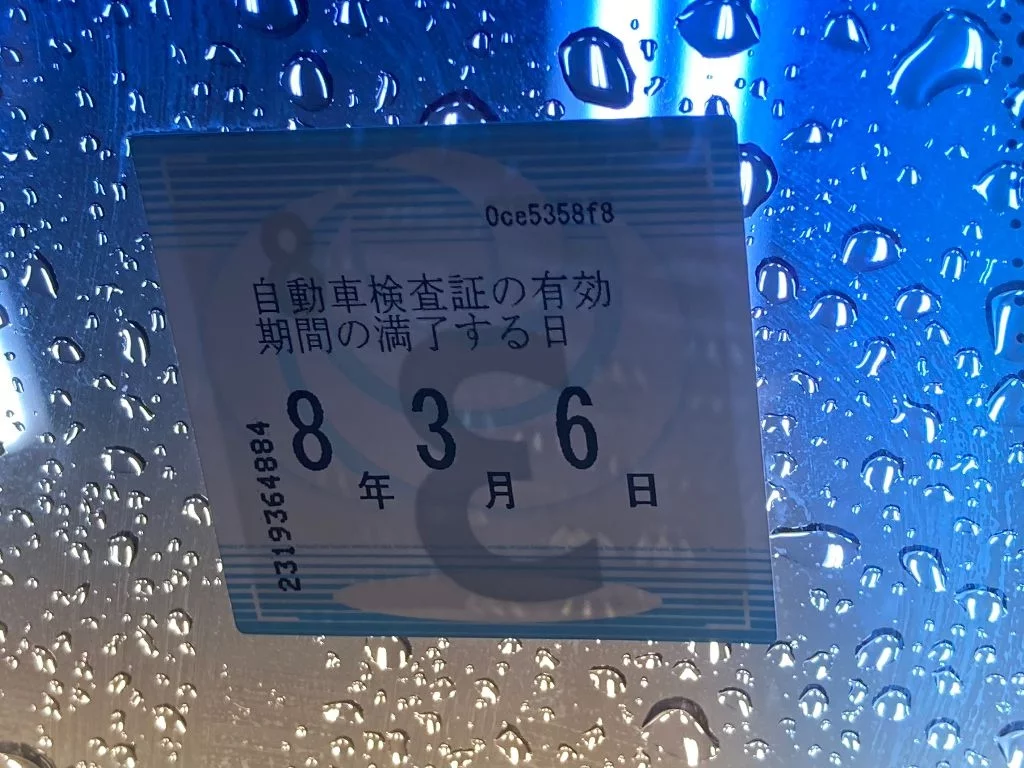 0ce5358f8
自動車検査証の有効
期間の満了する日
8年 3月 6日
2319364884